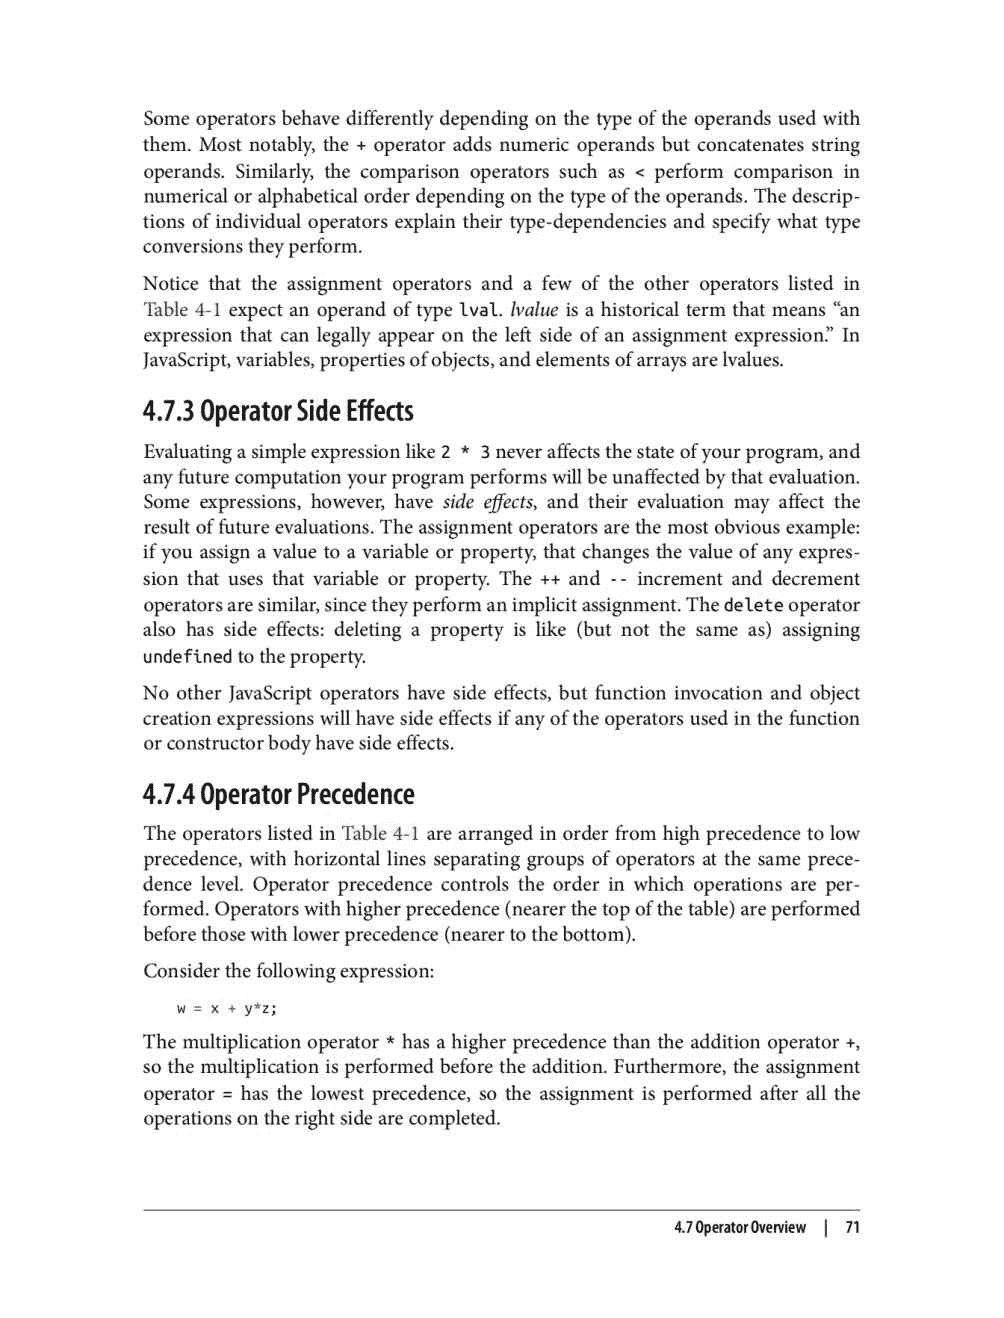 Some operators behave differently depending on the type of the operands used with
them. Most notably, the + operator adds numeric operands but concatenates string
operands. Similarly, the comparison operators such as < perform comparison in
numerical or alphabetical order depending on the type of the operands. The descrip-
tions of individual operators explain their type-dependencies and specify what type
conversions they perform.
Notice that the assignment operators and a few of the other operators listed in
Table 4-1 expect an operand of type lval. lvalue is a historical term that means “an
expression that can legally appear on the left side of an assignment expression.” In
JavaScript, variables, properties of objects, and elements of arrays are lvalues.
4.7.3 Operator Side Effects
Evaluating a simple expression like 2 * 3 never affects the state of your program, and
any future computation your program performs will be unaffected by that evaluation.
Some expressions, however, have side effects, and their evaluation may affect the
result of future evaluations. The assignment operators are the most obvious example:
if you assign a value to a variable or property, that changes the value of any expres-
sion that uses that variable or property. The ++ and -- increment and decrement
operators are similar, since they perform an implicit assignment. The delete operator
also has side effects: deleting a property is like (but not the same as) assigning
undefined to the property.
No other JavaScript operators have side effects, but function invocation and object
creation expressions will have side effects if any of the operators used in the function
or constructor body have side effects.
4.7.4 Operator Precedence
The operators listed in Table 4-1 are arranged in order from high precedence to low
precedence, with horizontal lines separating groups of operators at the same prece-
dence level. Operator precedence controls the order in which operations are per-
formed. Operators with higher precedence (nearer the top of the table) are performed
before those with lower precedence (nearer to the bottom).
Consider the following expression:
w = x + y*z;
The multiplication operator * has a higher precedence than the addition operator +,
so the multiplication is performed before the addition. Furthermore, the assignment
operator = has the lowest precedence, so the assignment is performed after all the
operations on the right side are completed.
4.7 Operator Overview | 71